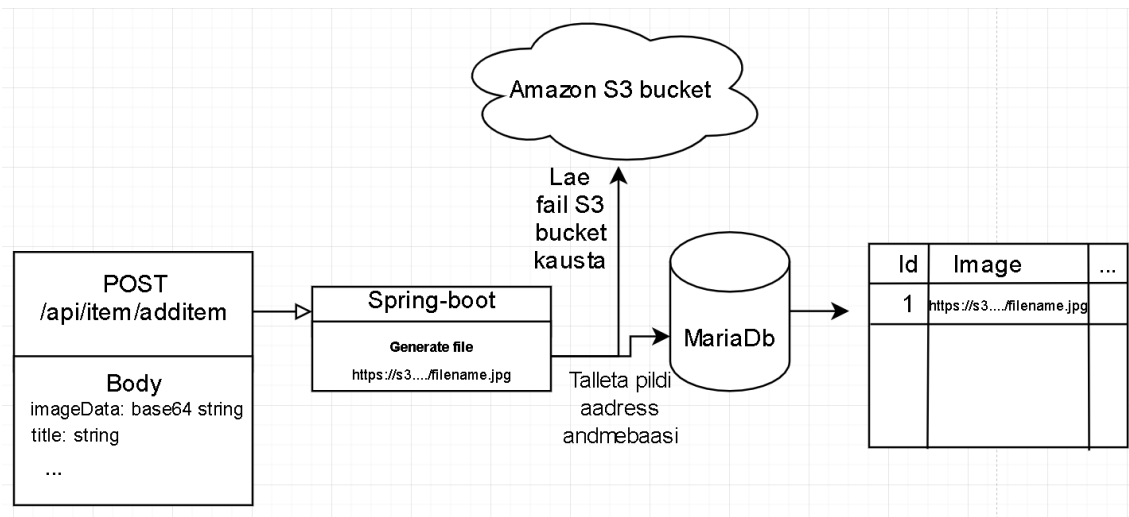 Amazon S3 bucket
Lae
fail S3
bucket
kausta
POST
/api/item/additem
Body
imageData: base64 string
title: string
...
Spring-boot
Generate file
https://s3..../filename.jpg
Talleta pildi
aadress
andmebaasi
MariaDb
Id Image ...
1 https://s3..../filename.jpg